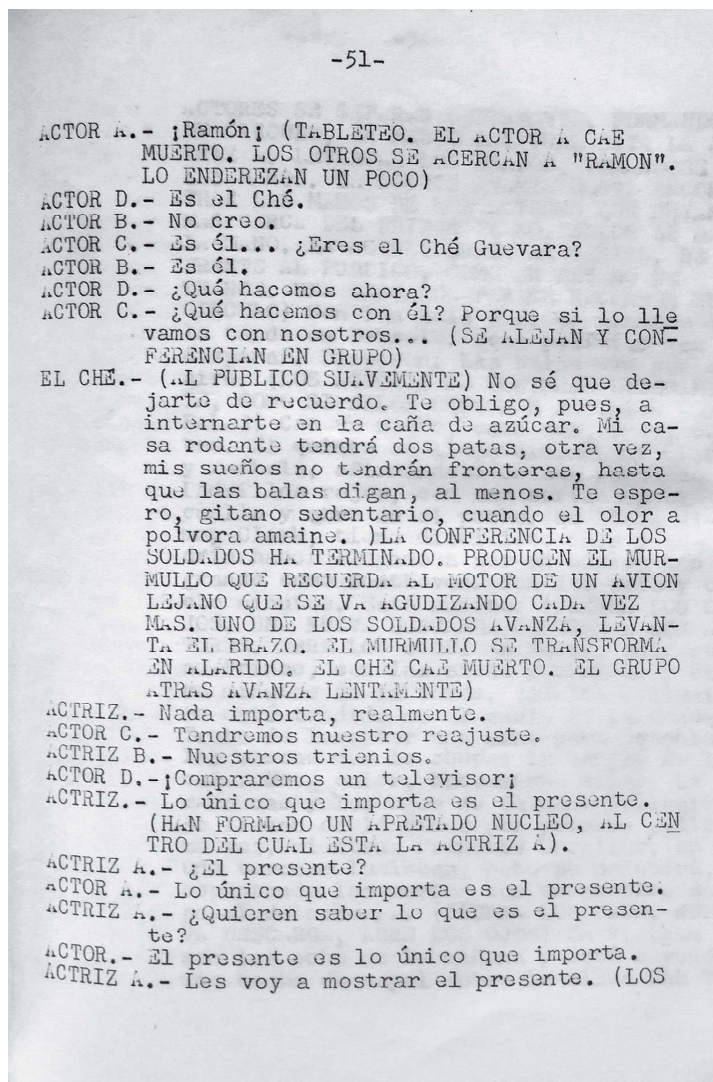 -51-
ACTOR A.- ¡Ramón¡ (TABLETEO. EL ACTOR A CAE
MUERTO. LOS OTROS SE ACERCAN A "RAMON".
LO ENDEREZAN UN POCO)
ACTOR D.- Es el Ché.
ACTOR B.- No creo.
ACTOR C.- Es él... ¿Eres el Ché Guevara?
ACTOR B.- Es él.
ACTOR D.- ¿Qué hacemos ahora?
ACTOR C.- ¿Qué hacemos con él? Porque si lo lle
vamos con nosotros... (SE ALEJAN Y CON-
FERENCIAN EN GRUPO)
EL CHE.- (AL PUBLICO SUAVEMENTE) No sé que de-
jarte de recuerdo. Te obligo, pues, a
internarte en la caña de azúcar. Mi ca-
sa rodante tendrá dos patas, otra vez,
mis sueños no tendrán fronteras, hasta
que las balas digan, al menos. Te espe-
ro, gitano sedentario, cuando el olor a
polvora amaine. )LA CONFERENCIA DE LOS
SOLDADOS HA TERMINADO. PRODUCEN EL MUR-
MULLO QUE RECUERDA AL MOTOR DE UN AVION
LEJANO QUE SE VA AGUDIZANDO CADA VEZ
MAS. UNO DE LOS SOLDADOS AVANZA, LEVAN-
TA EL BRAZO. EL MURMULLO SE TRANSFORMA
EN ALARIDO. EL CHE CAE MUERTO. EL GRUPO
ATRAS AVANZA LENTAMENTE)
ACTRIZ.- Nada importa, realmente.
ACTOR C.- Tendremos nuestro reajuste.
ACTRIZ B.- Nuestros trienios.
ACTOR D.-¡Compraremos un televisor¡
ACTRIZ.- Lo único que importa es el presente.
(HAN FORMADO UN APRETADO NUCLEO, AL CEN
TRO DEL CUAL ESTA LA ACTRIZ A).
ACTRIZ A.- ¿El presente?
ACTOR A.- Lo único que importa es el presente.
ACTRIZ A.- ¿Quieren saber lo que es el presen-
te?
ACTOR.- El presente es lo único que importa.
ACTRIZ A.- Les voy a mostrar el presente. (LOS